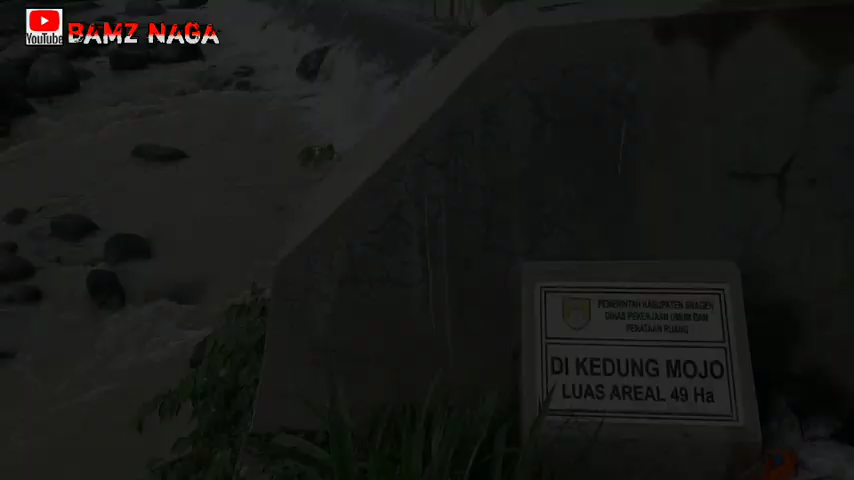 YouTube
BAMZ NAGA
PEMERINTAH KABUPATEN SRAGEN
DINAS PEKERJAAN UMUM DAN
PENATAAN RUANG
DI KEDUNG MOJO
LUAS AREAL 49 Ha